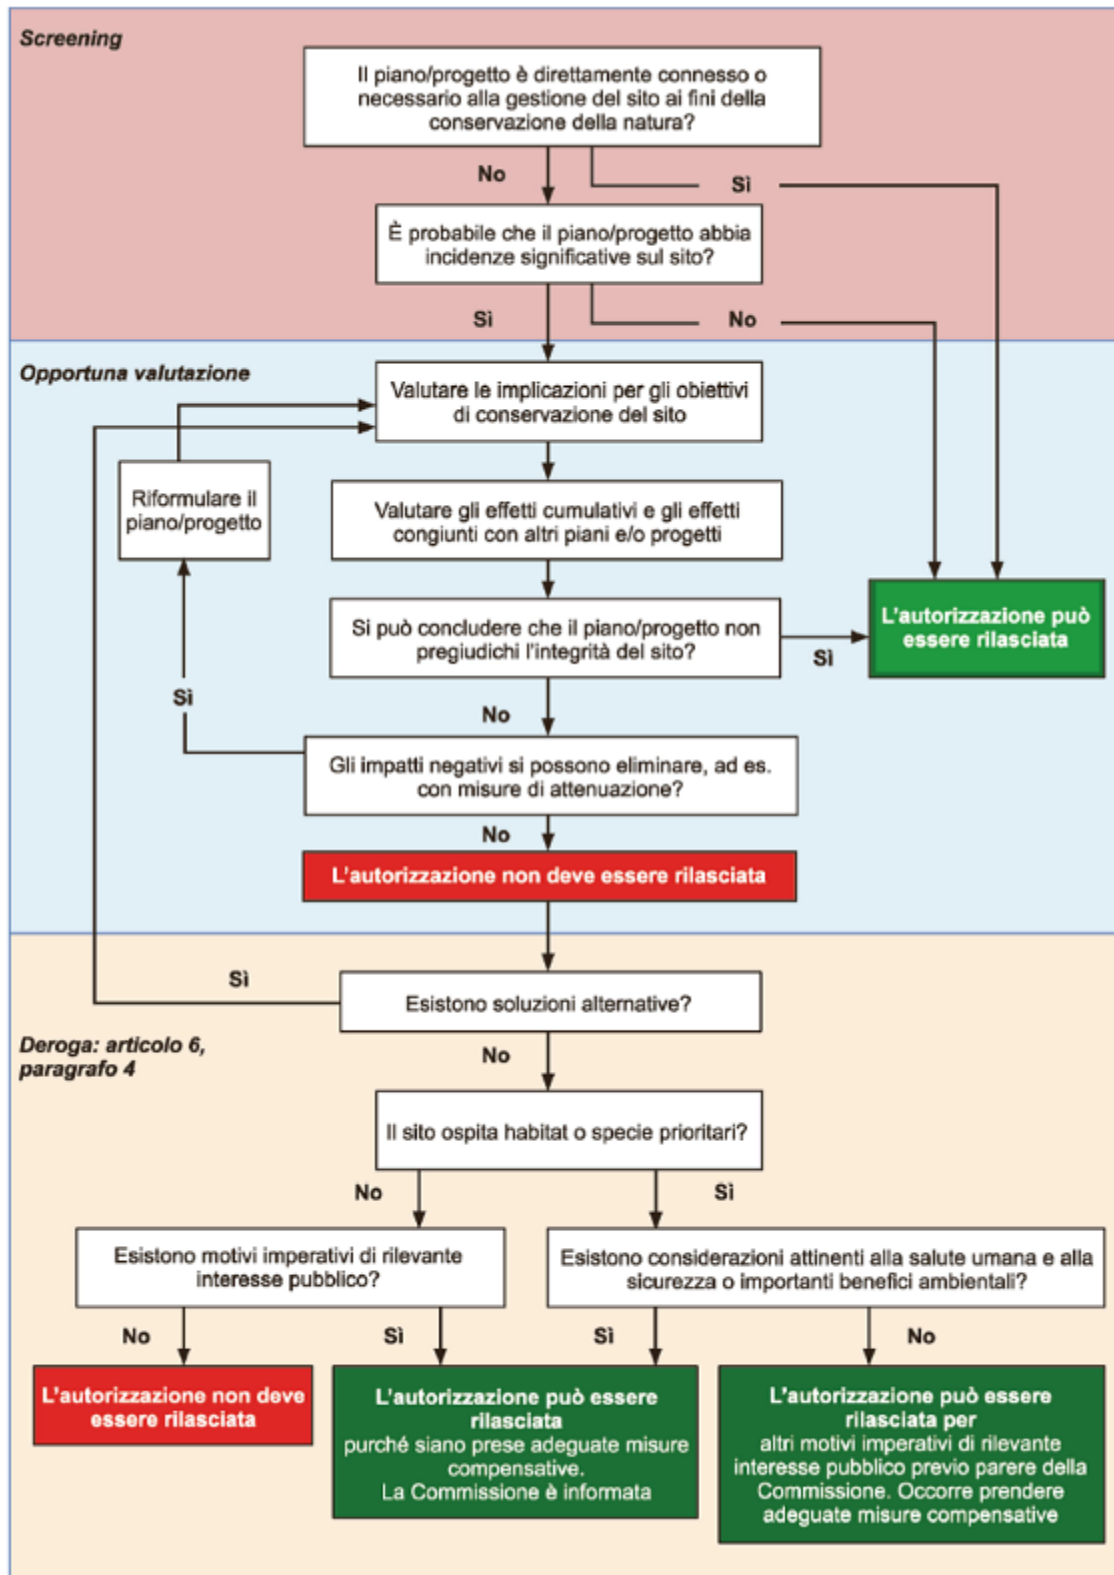 Screening
Il piano/progetto è direttamente connesso o
necessario alla gestione del sito ai fini della
conservazione della natura?
No
Sì
È probabile che il piano/progetto abbia
incidenze significative sul sito?
Sì
No
Opportuna valutazione
Valutare le implicazioni per gli obiettivi
di conservazione del sito
Riformulare il
piano/progetto
Valutare gli effetti cumulativi e gli effetti
congiunti con altri piani e/o progetti
Si può concludere che il piano/progetto non
pregiudichi l'integrità del sito?
Sì
L'autorizzazione può
essere rilasciata
Sì
No
Gli impatti negativi si possono eliminare, ad es.
con misure di attenuazione?
No
L'autorizzazione non deve essere rilasciata
Sì
Esistono soluzioni alternative?
Deroga: articolo 6,
paragrafo 4
No
Il sito ospita habitat o specie prioritari?
No
Sì
Esistono motivi imperativi di rilevante
interesse pubblico?
Esistono considerazioni attinenti alla salute umana e alla
sicurezza o importanti benefici ambientali?
No
Sì
Sì
No
L'autorizzazione non deve
essere rilasciata
L'autorizzazione può essere
rilasciata
purché siano prese adeguate misure
compensative.
La Commissione è informata
L'autorizzazione può essere
rilasciata per
altri motivi imperativi di rilevante
interesse pubblico previo parere della
Commissione. Occorre prendere
adeguate misure compensative